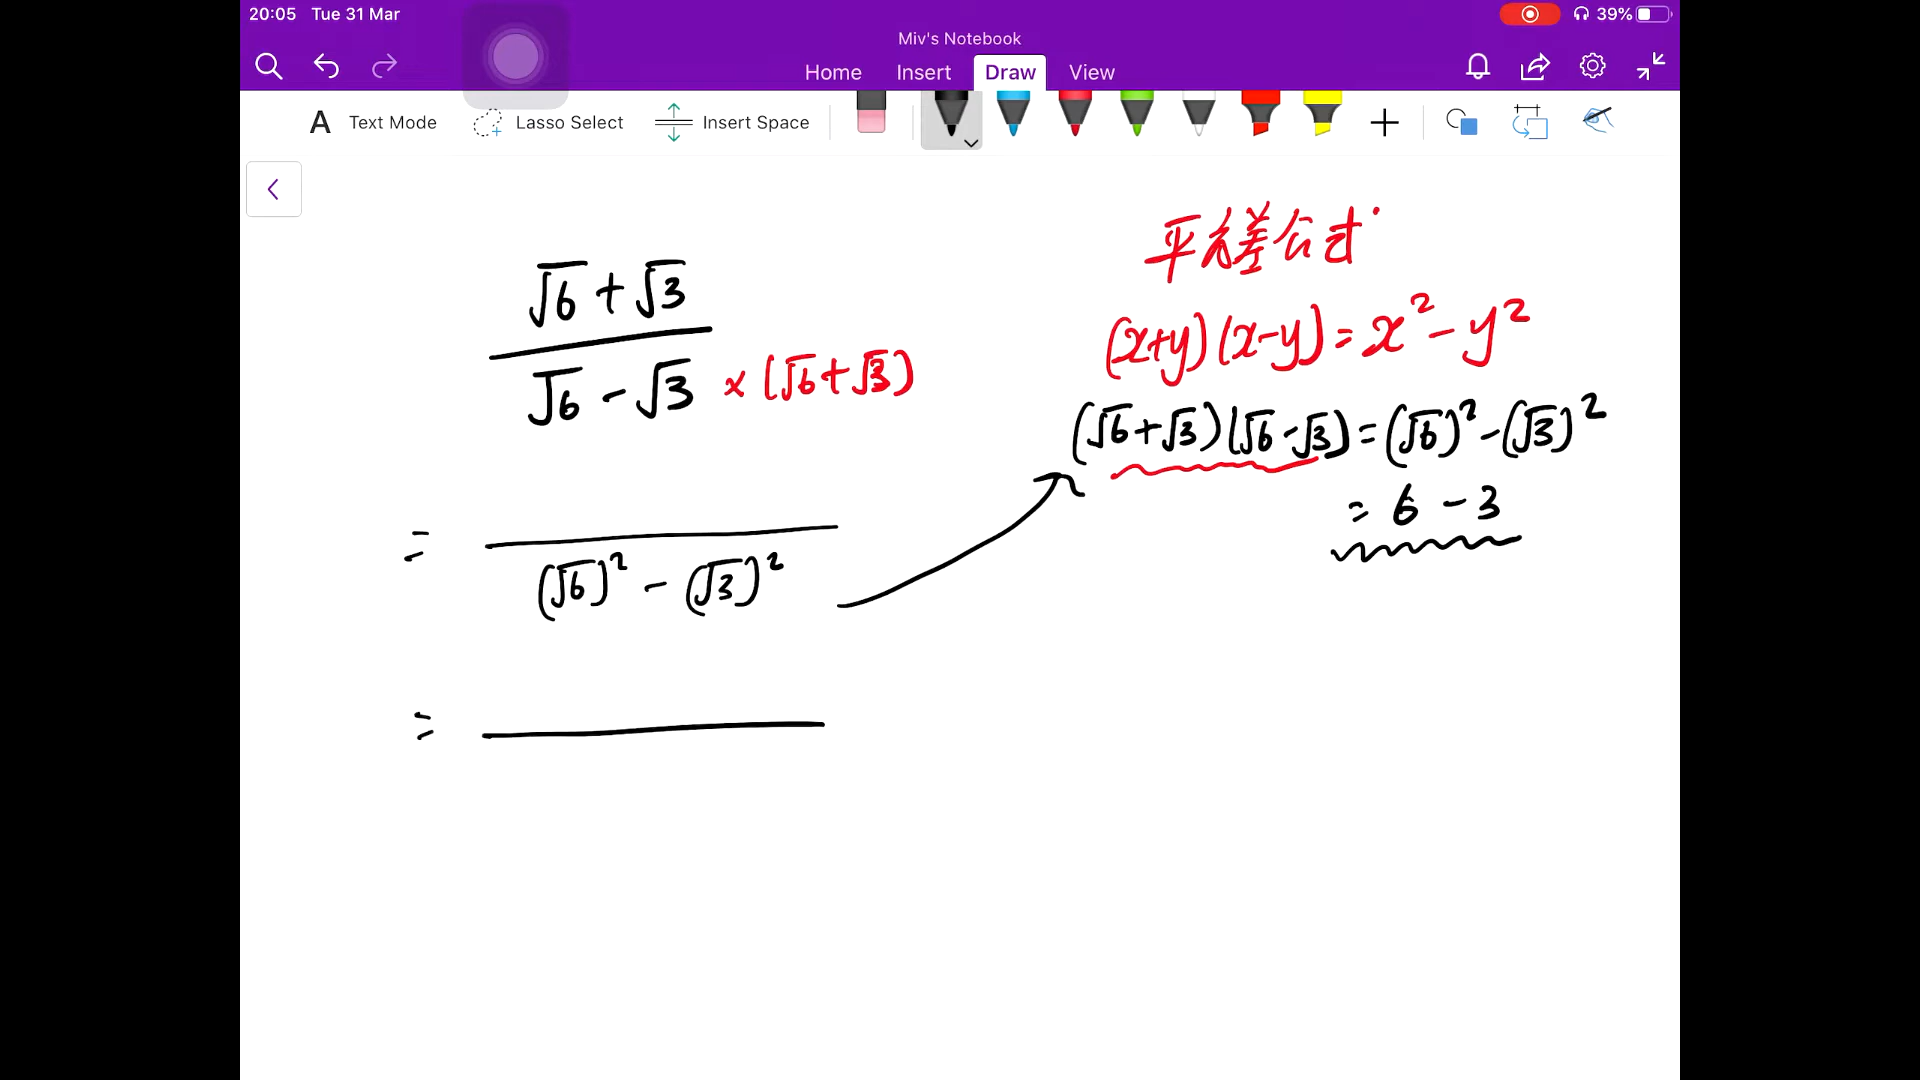 20:05 Tue 31 Mar
39%
Miv's Notebook
Home Insert Draw View
A Text Mode Lasso Select Insert Space
平方差公式
(x+y)(x-y)=x²-y²
√6+√3
√6-√3 ×(√6+√3)
(√6+√3)(√6-√3)=(√6)²-(√3)²
= 6-3
=
(√6)²-(√3)²
=